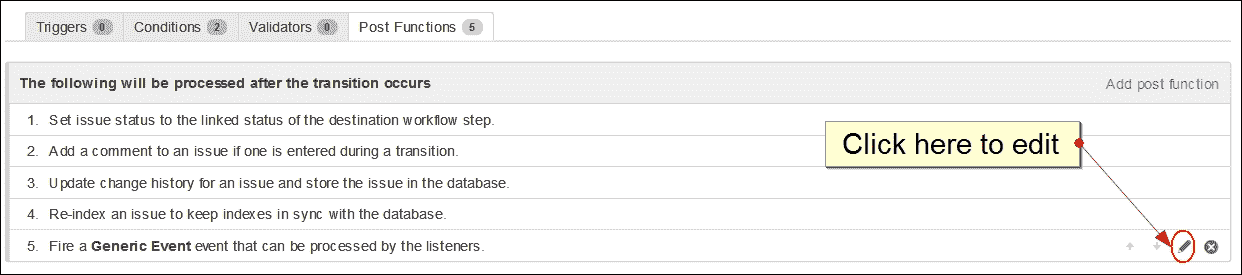 Triggers 0 Conditions 2 Validators 0 Post Functions 5
The following will be processed after the transition occurs Add post function
1. Set issue status to the linked status of the destination workflow step.
2. Add a comment to an issue if one is entered during a transition.
Click here to edit
3. Update change history for an issue and store the issue in the database.
4. Re-index an issue to keep indexes in sync with the database.
5. Fire a Generic Event event that can be processed by the listeners.